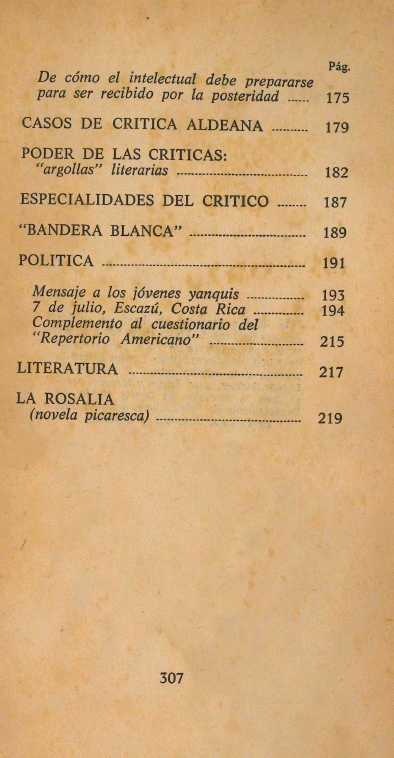 Pág.
De cómo el intelectual debe prepararse
para ser recibido por la posteridad ...... 175
CASOS DE CRITICA ALDEANA .......... 179
PODER DE LAS CRITICAS:
"argollas" literarias .................................... 182
ESPECIALIDADES DEL CRITICO ........ 187
"BANDERA BLANCA" ................................ 189
POLITICA ........................................................ 191
Mensaje a los jóvenes yanquis ................ 193
7 de julio, Escazú, Costa Rica .............. 194
Complemento al cuestionario del
"Repertorio Americano" .......................... 215
LITERATURA ................................................ 217
LA ROSALIA
(novela picaresca) ........................................ 219
307